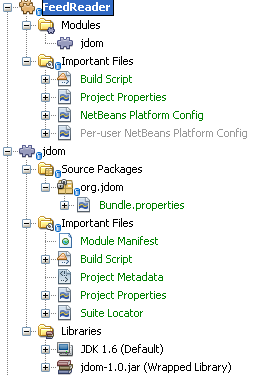 FeedReader
Modules
jdom
Important Files
Build Script
Project Properties
NetBeans Platform Config
Per-user NetBeans Platform Config
jdom
Source Packages
org.jdom
Bundle.properties
Important Files
Module Manifest
Build Script
Project Metadata
Project Properties
Suite Locator
Libraries
JDK 1.6 (Default)
jdom-1.0.jar (Wrapped Library)